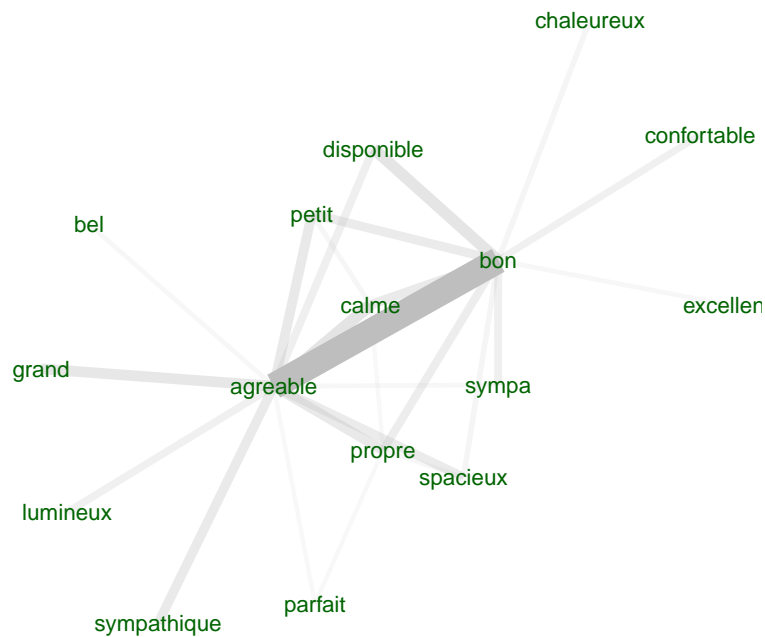 chaleureux
confortable
disponible
petit
bel
bon
calme
excellen
grand
agreable
sympa
propre
spacieux
lumineux
parfait
sympathique